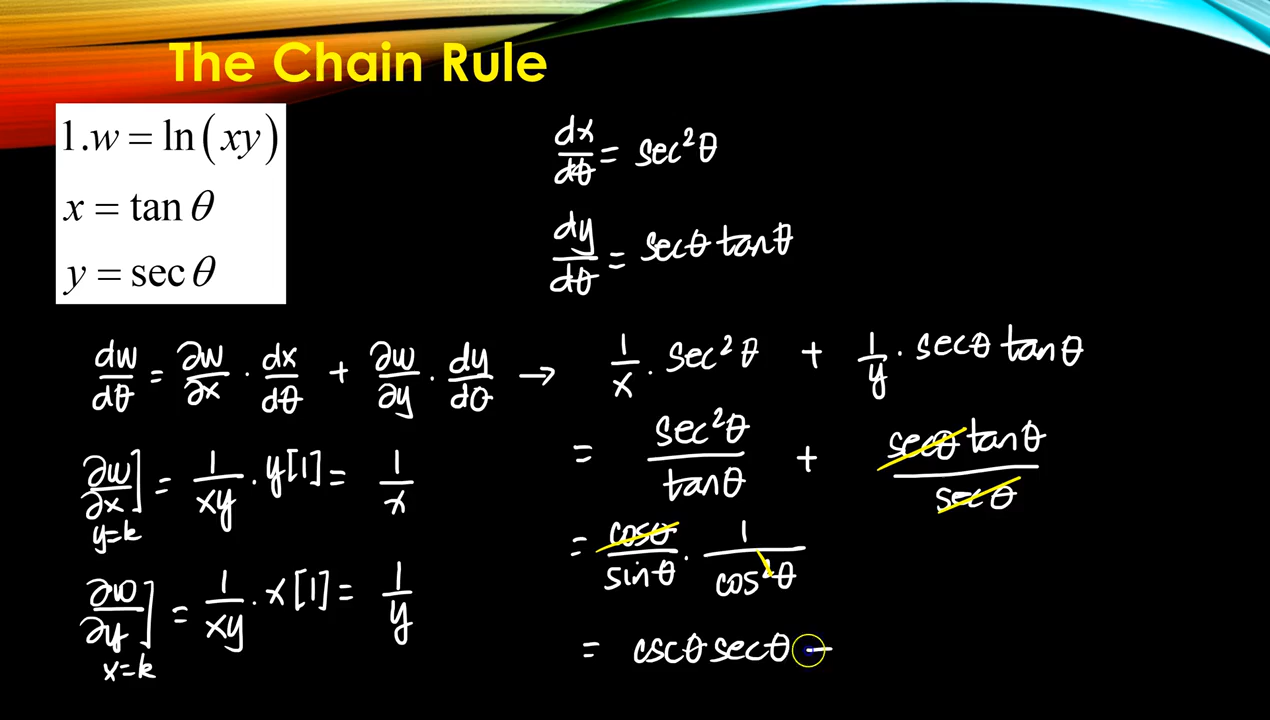 The Chain Rule
1. w = ln(xy)
x = tan θ
y = sec θ
dx/dθ = sec²θ
dy/dθ = secθ tanθ
dw/dθ = ∂w/∂x · dx/dθ + ∂w/∂y · dy/dθ → 1/x · sec²θ + 1/y · secθ tanθ
= sec²θ/tanθ + secθ tanθ/secθ
∂w/∂x]y=k = 1/xy · y[1] = 1/x
= cosθ/sinθ · 1/cos²θ
∂w/∂y]x=k = 1/xy · x[1] = 1/y
= cscθ secθ